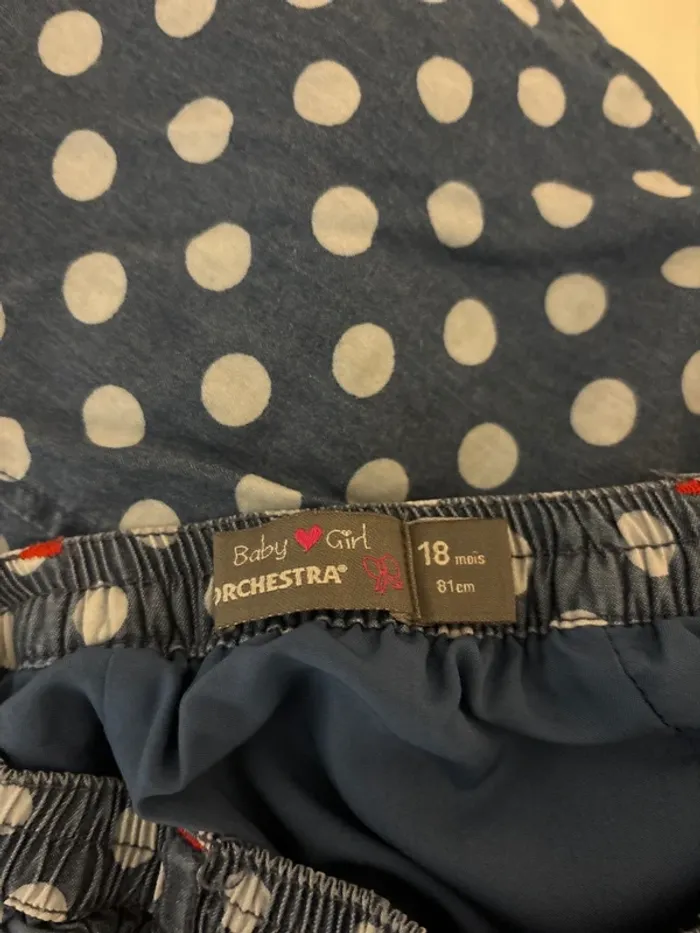 Baby Girl
ORCHESTRA®
18 mois
81cm